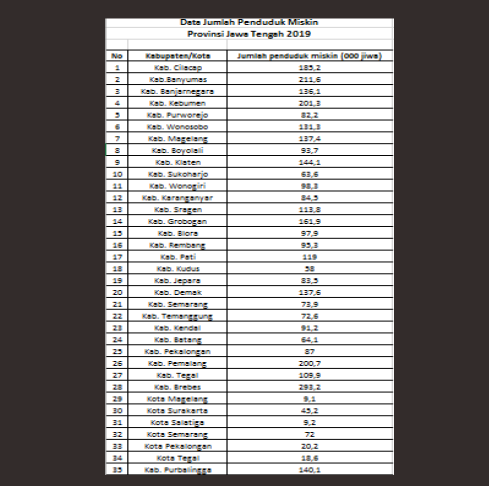 Data Jumlah Penduduk Miskin
Provinsi Jawa Tengah 2019
No Kabupaten/Kota Jumlah penduduk miskin (000 jiwa)
1 Kab. Cilacap 185,2
2 Kab.Banyumas 211,6
3 Kab. Banjarnegara 136,1
4 Kab. Kebumen 201,3
5 Kab. Purworejo 82,2
6 Kab. Wonosobo 131,3
7 Kab. Magelang 137,4
8 Kab. Boyolali 93,7
9 Kab. Klaten 144,1
10 Kab. Sukoharjo 63,6
11 Kab. Wonogiri 98,3
12 Kab. Karanganyar 84,5
13 Kab. Sragen 113,8
14 Kab. Grobogan 161,9
15 Kab. Blora 97,9
16 Kab. Rembang 95,3
17 Kab. Pati 119
18 Kab. Kudus 58
19 Kab. Jepara 83,5
20 Kab. Demak 137,6
21 Kab. Semarang 73,9
22 Kab. Temanggung 72,6
23 Kab. Kendal 91,2
24 Kab. Batang 64,1
25 Kab. Pekalongan 87
26 Kab. Pemalang 200,7
27 Kab. Tegal 109,9
28 Kab. Brebes 293,2
29 Kota Magelang 9,1
30 Kota Surakarta 45,2
31 Kota Salatiga 9,2
32 Kota Semarang 72
33 Kota Pekalongan 20,2
34 Kota Tegal 18,6
35 Kab. Purbalingga 140,1